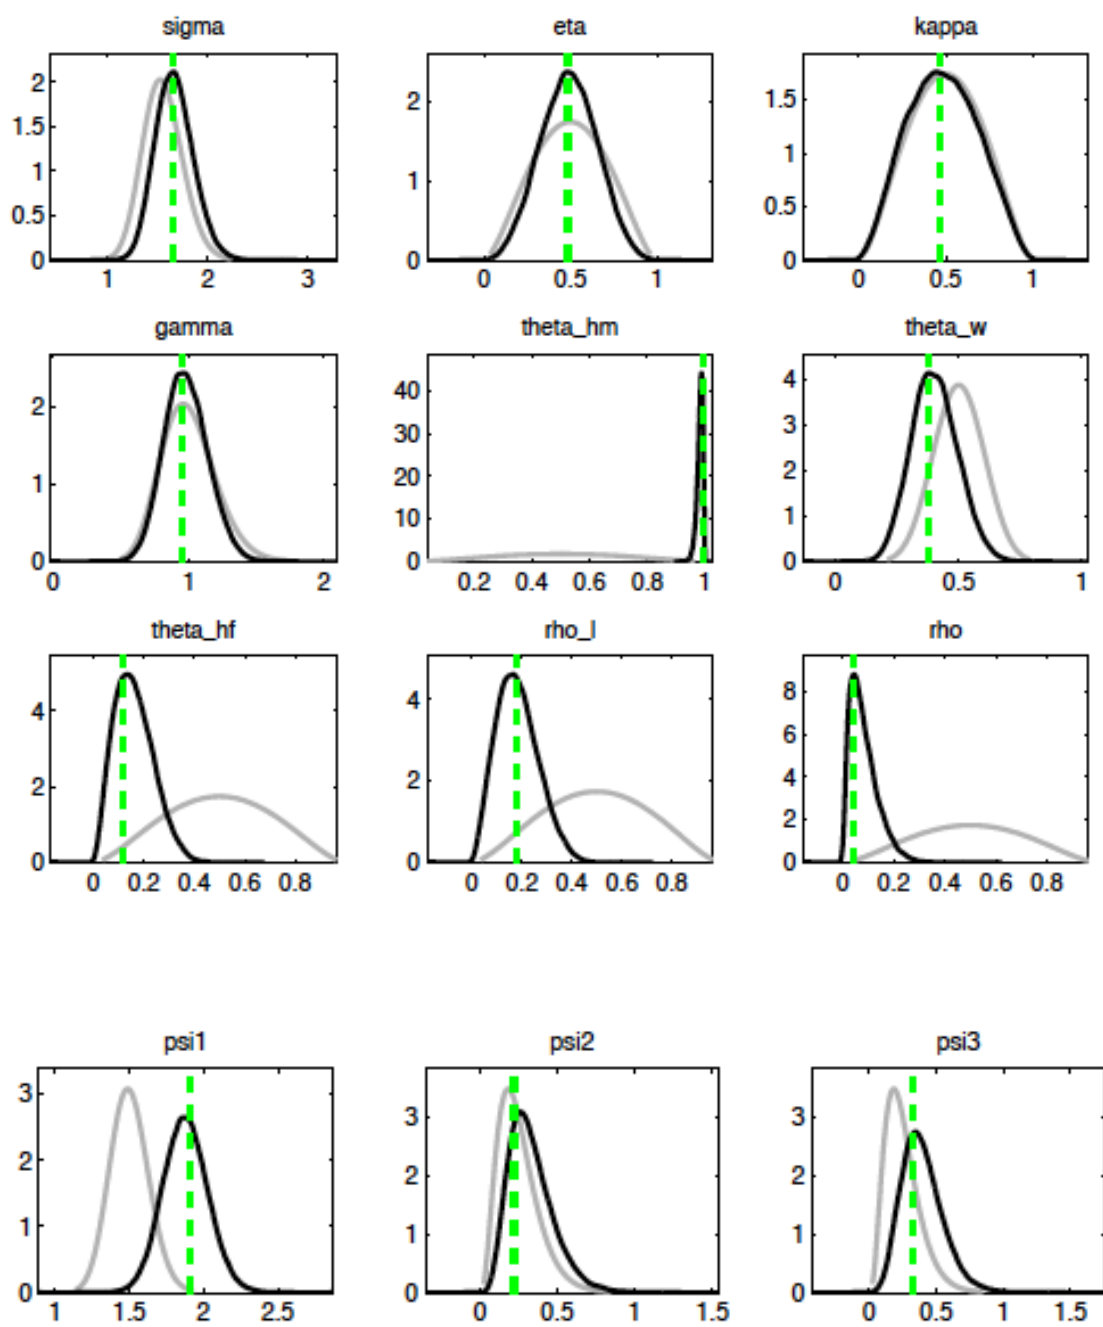 sigma eta kappa
2 1.5 1 0.5 0
1 2 3
2 1 0
0 0.5 1
1.5 1 0.5 0
0 0.5 1
gamma theta_hm theta_w
2 1 0
0 1 2
40 30 20 10 0
0.2 0.4 0.6 0.8 1
4 3 2 1 0
0 0.5 1
theta_hf rho_l rho
4 2 0
0 0.2 0.4 0.6 0.8
4 2 0
0 0.2 0.4 0.6 0.8
8 6 4 2 0
0 0.2 0.4 0.6 0.8
psi1 psi2 psi3
3 2 1 0
1 1.5 2 2.5
3 2 1 0
0 0.5 1 1.5
3 2 1 0
0 0.5 1 1.5